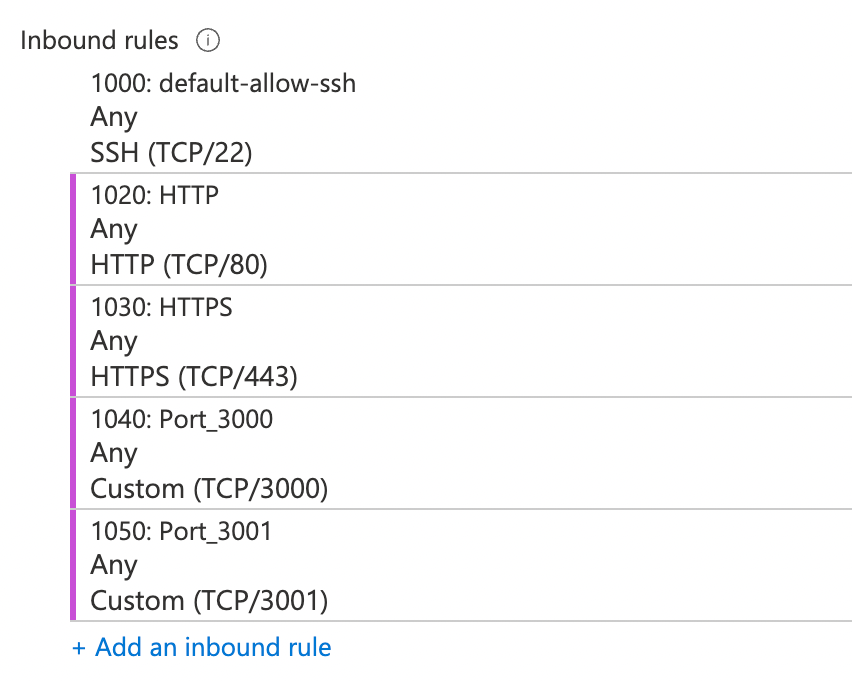 Inbound rules
1000: default-allow-ssh
Any
SSH (TCP/22)
1020: HTTP
Any
HTTP (TCP/80)
1030: HTTPS
Any
HTTPS (TCP/443)
1040: Port_3000
Any
Custom (TCP/3000)
1050: Port_3001
Any
Custom (TCP/3001)
+ Add an inbound rule